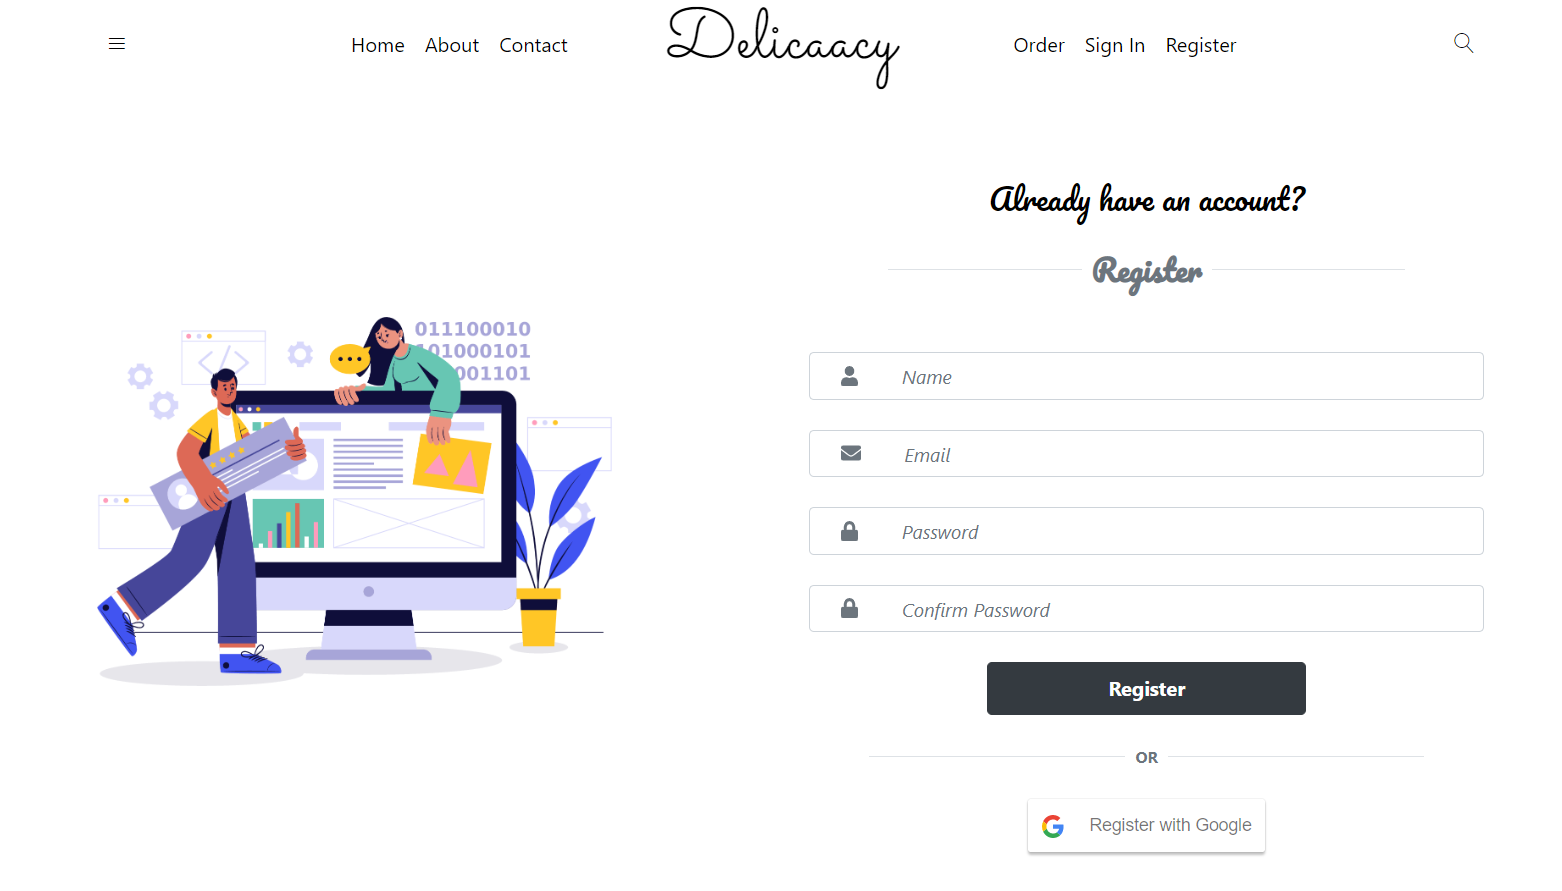 Home About Contact Delicaacy Order Sign In Register
Already have an account?
Register
011100010
101000101
001101
Name
Email
Password
Confirm Password
Register
OR
Register with Google